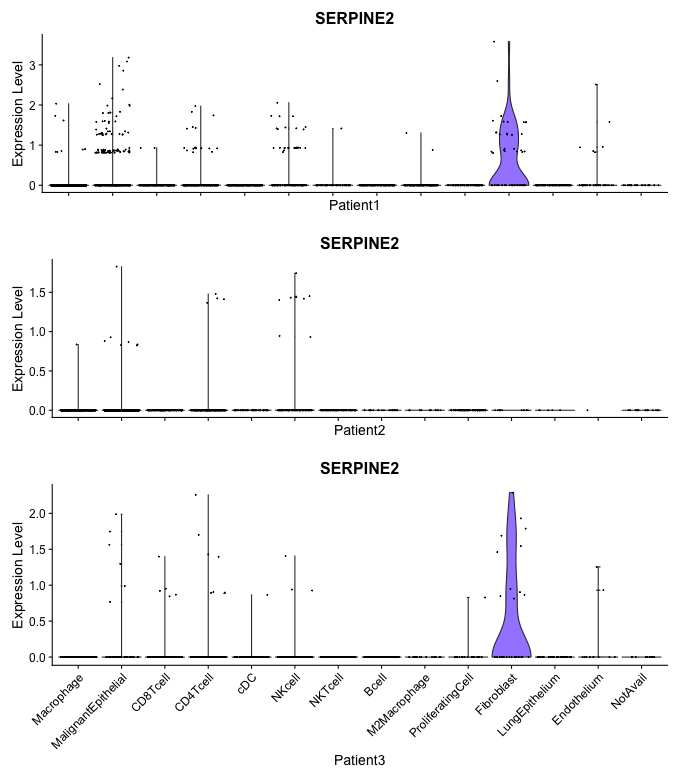 SERPINE2
Expression Level
3
2
1
0
Patient1
SERPINE2
Expression Level
1.5
1.0
0.5
0.0
Patient2
SERPINE2
Expression Level
2.0
1.5
1.0
0.5
0.0
Macrophage
MalignantEpithelial
CD8Tcell
CD4Tcell
cDC
NKcell
NKTcell
Bcell
M2Macrophage
ProliferatingCell
Fibroblast
LungEpithelium
Endothelium
NotAvail
Patient3